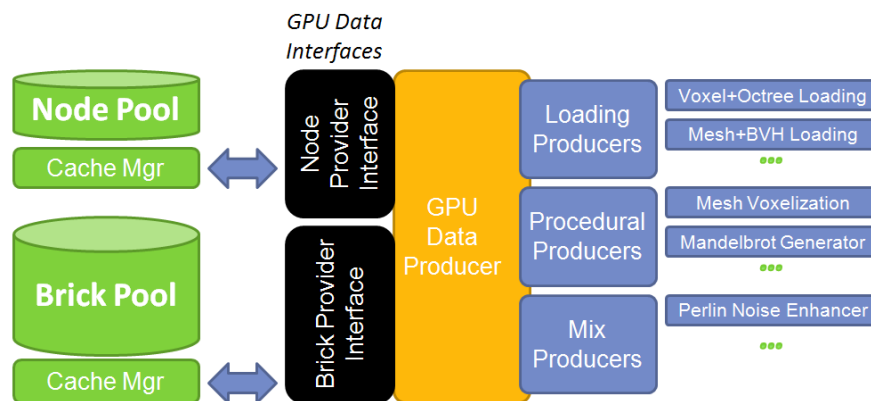 GPU Data
Interfaces
Node Pool
Cache Mgr
Brick Pool
Cache Mgr
Node
Provider
Interface
Brick Provider
Interface
GPU
Data
Producer
Loading
Producers
Voxel+Octree Loading
Mesh+BVH Loading
...
Procedural
Producers
Mesh Voxelization
Mandelbrot Generator
...
Mix
Producers
Perlin Noise Enhancer
...